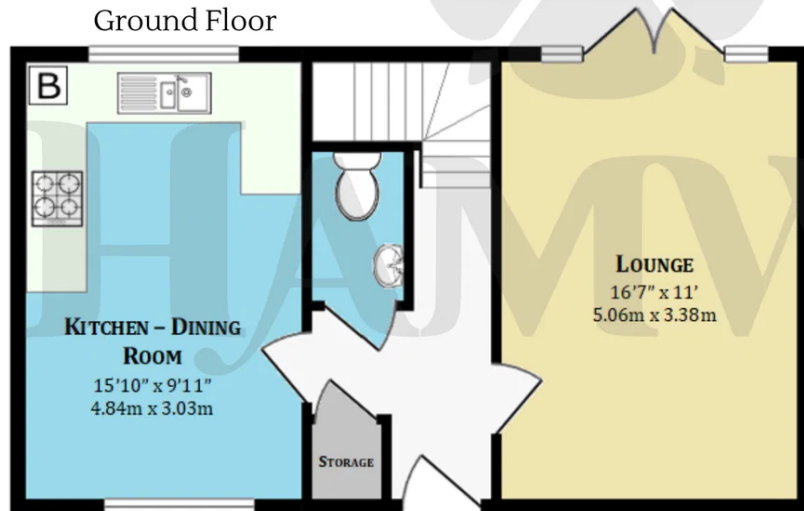 Ground Floor
B
HAMW
LOUNGE
16'7" x 11'
5.06m x 3.38m
KITCHEN – DINING
ROOM
15'10" x 9'11"
4.84m x 3.03m
STORAGE